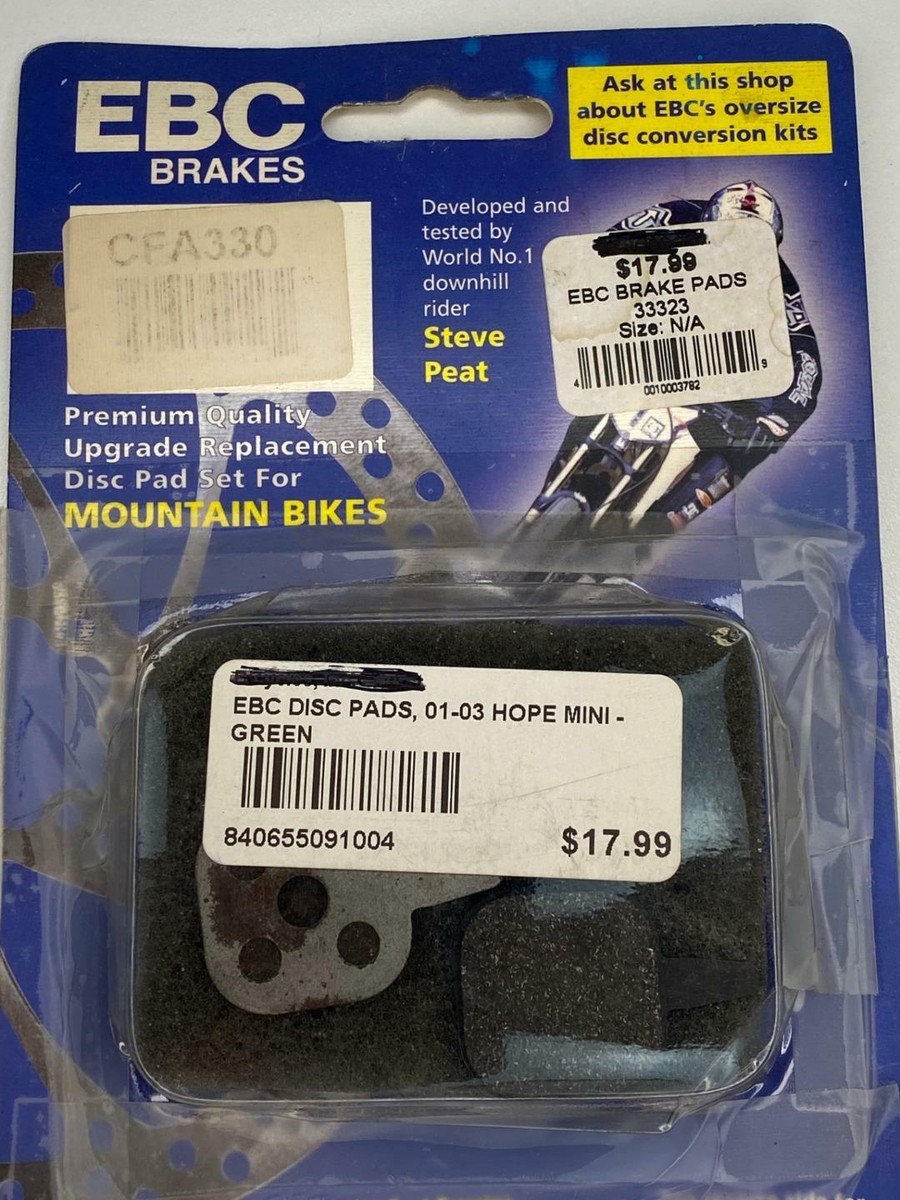 EBC
BRAKES
Ask at this shop
about EBC's oversize
disc conversion kits
CFA330
Developed and
tested by
World No.1
downhill
rider
Steve
Peat
$17.99
EBC BRAKE PADS
33323
Size: N/A
4 9
0010003782
Premium Quality
Upgrade Replacement
Disc Pad Set For
MOUNTAIN BIKES
EBC DISC PADS, 01-03 HOPE MINI -
GREEN
840655091004
$17.99